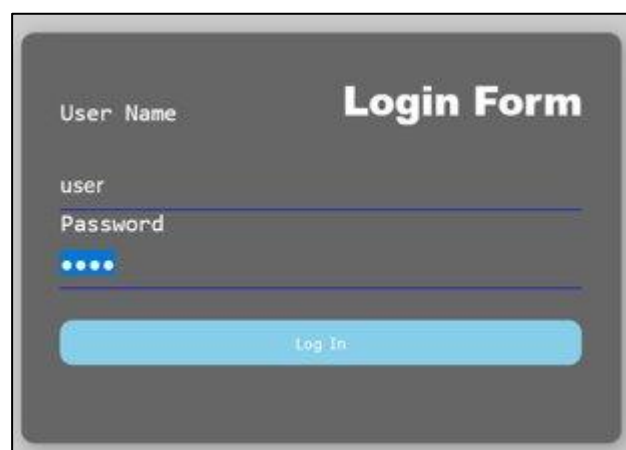 Login Form
User Name
user
Password
••••
Log In